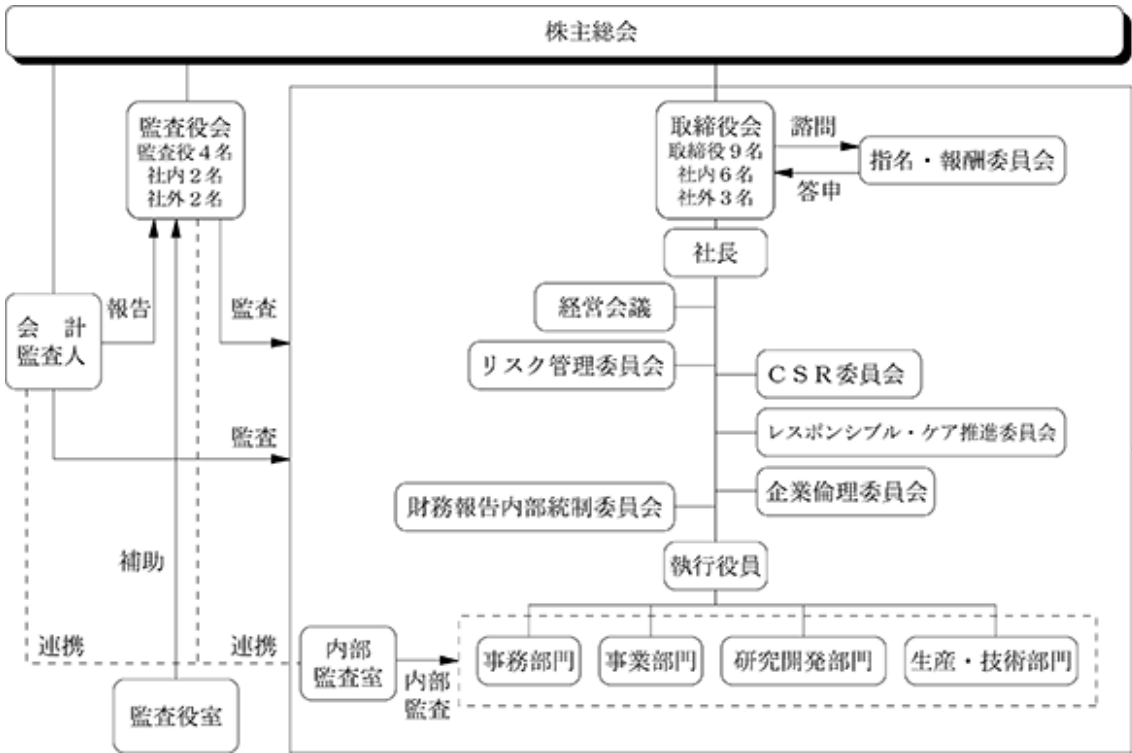 株主総会
監査役会
監査役4名
社内2名
社外2名
取締役会
取締役9名
社内6名
社外3名
諮問
答申
指名・報酬委員会
社長
会　計
監査人
報告
監査
経営会議
リスク管理委員会
ＣＳＲ委員会
監査
レスポンシブル・ケア推進委員会
企業倫理委員会
財務報告内部統制委員会
補助
執行役員
連携
連携
内部
監査室
内部
監査
事務部門
事業部門
研究開発部門
生産・技術部門
監査役室